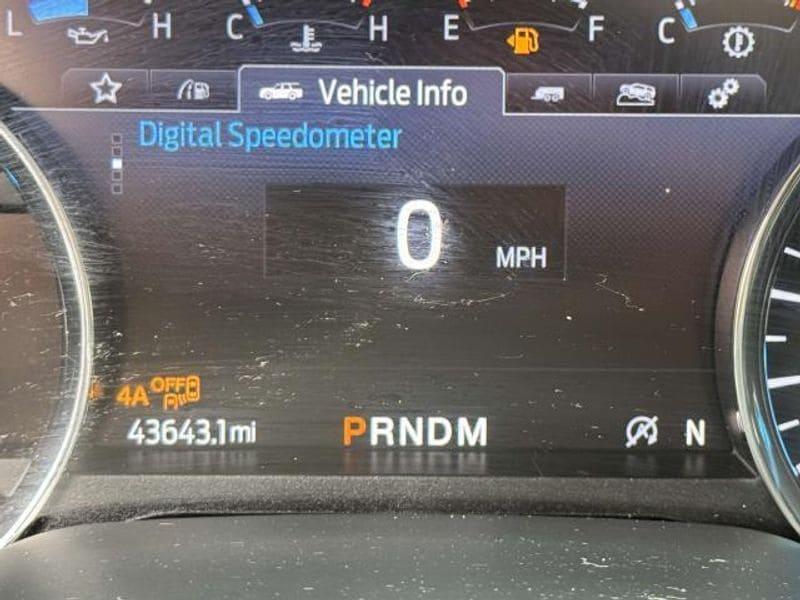 L H C H E F C
Vehicle Info
Digital Speedometer
0 MPH
4A OFF
43643.1mi PRNDM N